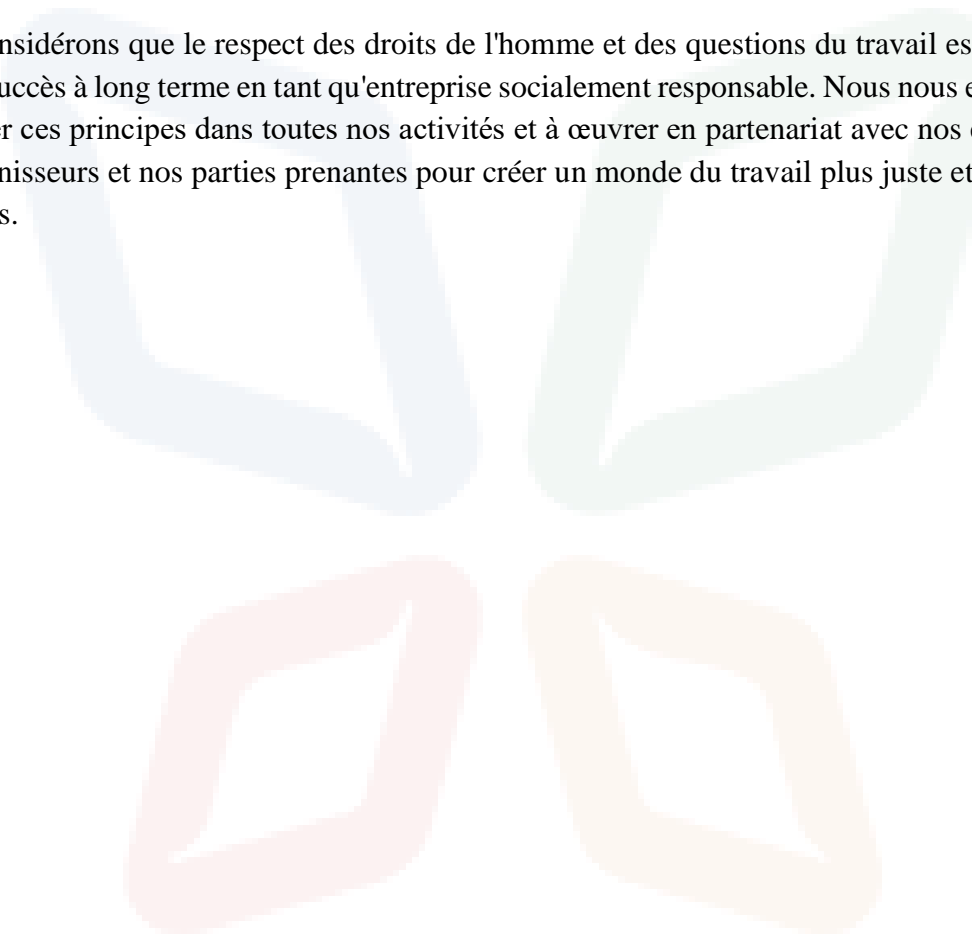 nsidérons que le respect des droits de l'homme et des questions du travail es
uccès à long terme en tant qu'entreprise socialement responsable. Nous nous e
er ces principes dans toutes nos activités et à œuvrer en partenariat avec nos
nisseurs et nos parties prenantes pour créer un monde du travail plus juste et
s.